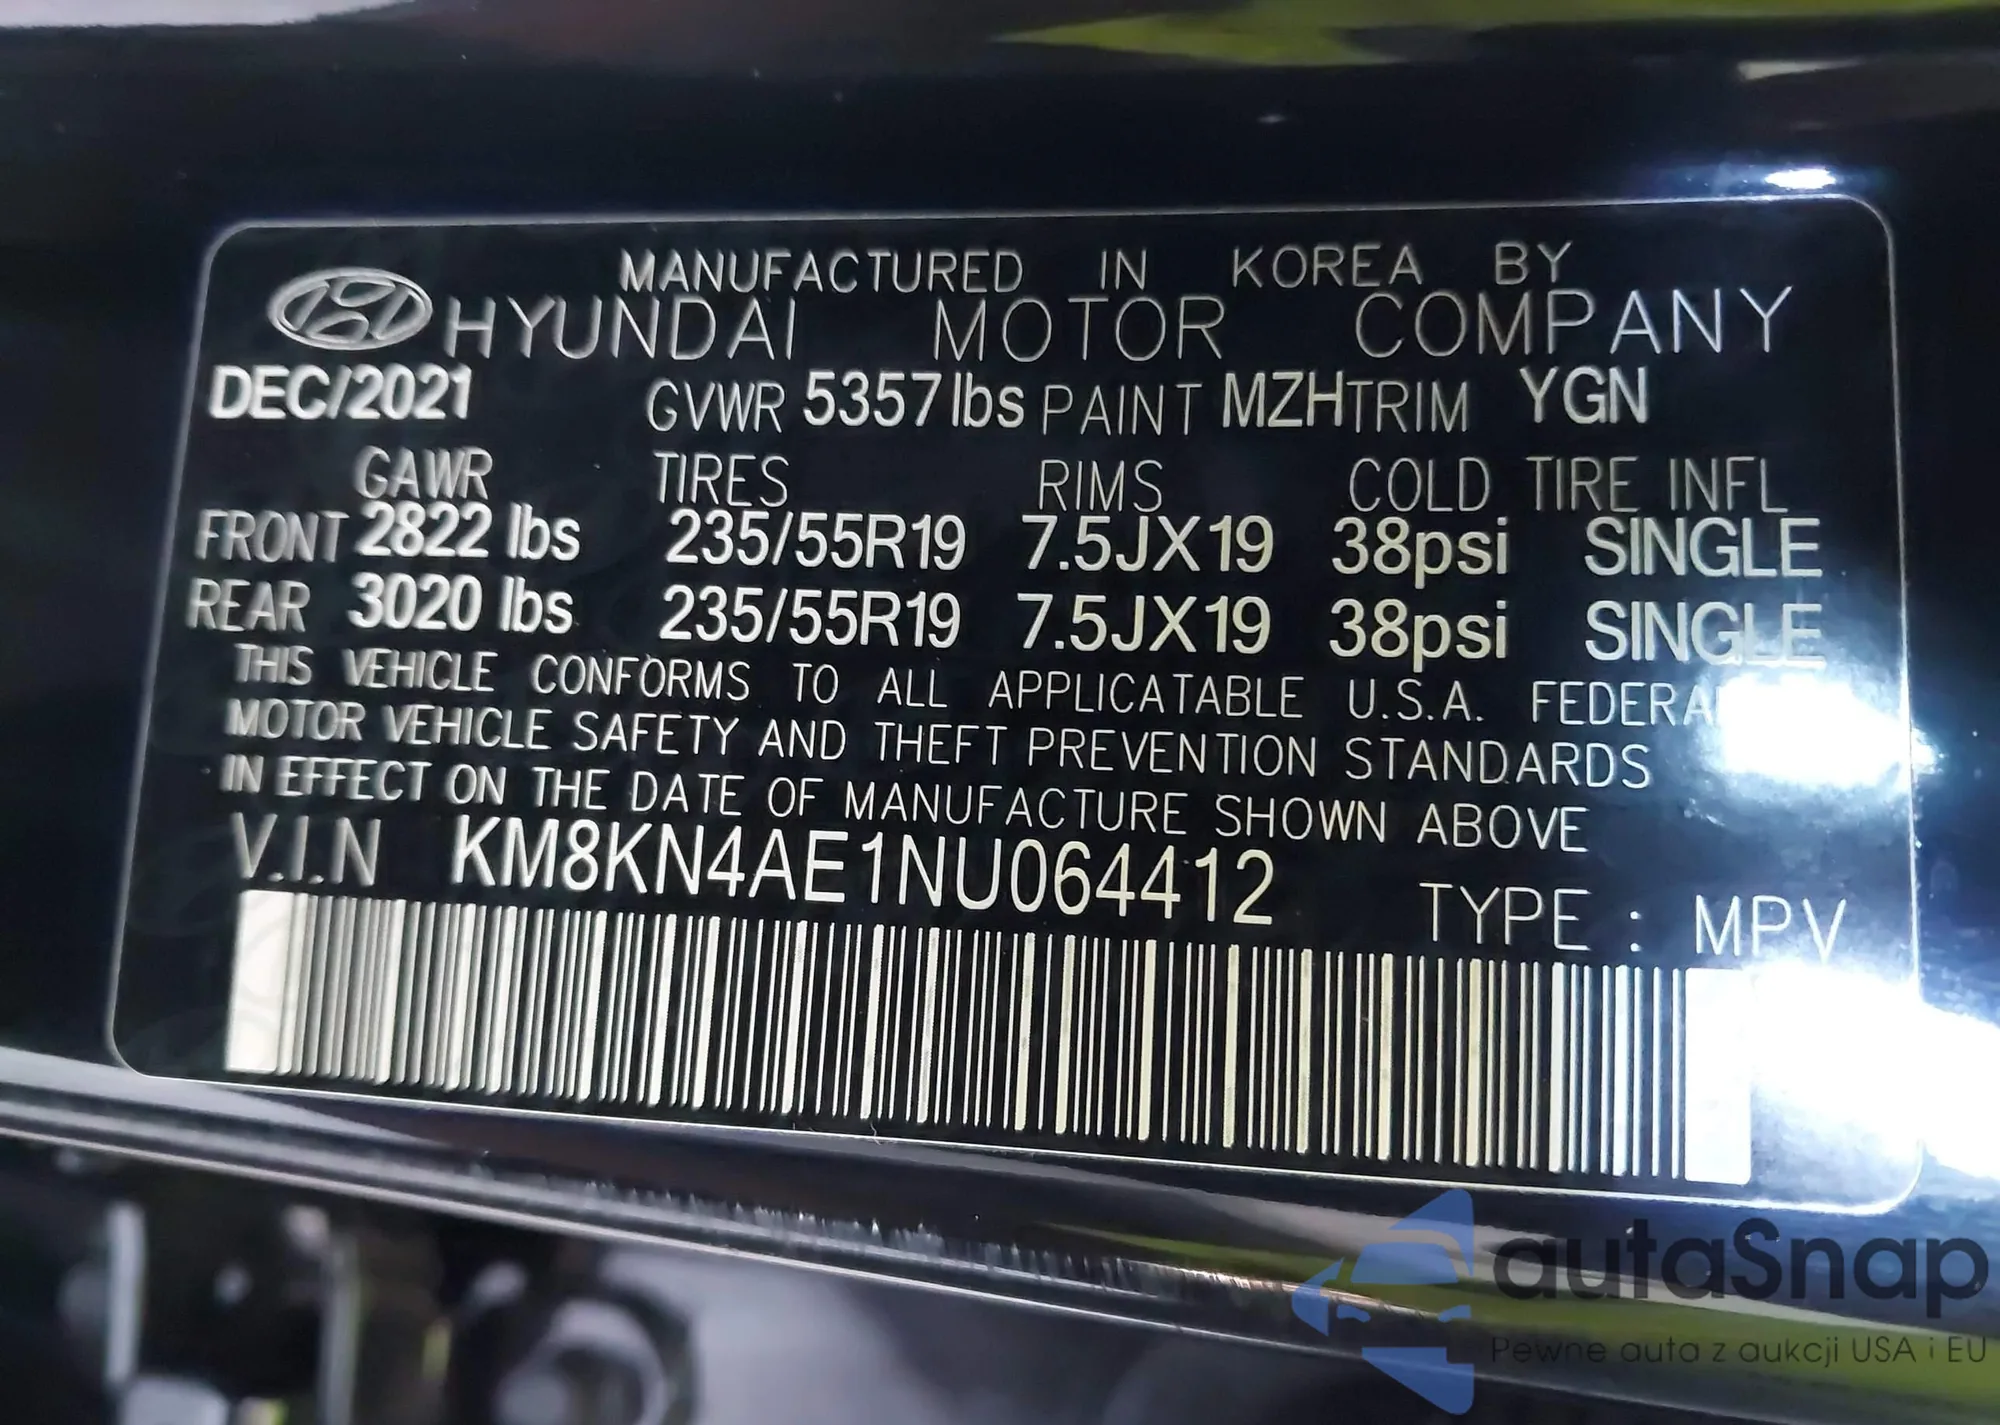 MANUFACTURED IN KOREA BY
HYUNDAI MOTOR COMPANY
DEC/2021 GVWR 5357lbs PAINT MZH TRIM YGN
GAWR TIRES RIMS COLD TIRE INFL
FRONT 2822 lbs 235/55R19 7.5JX19 38psi SINGLE
REAR 3020 lbs 235/55R19 7.5JX19 38psi SINGLE
THIS VEHICLE CONFORMS TO ALL APPLICATABLE U.S.A. FEDERAL
MOTOR VEHICLE SAFETY AND THEFT PREVENTION STANDARDS
IN EFFECT ON THE DATE OF MANUFACTURE SHOWN ABOVE
V.I.N KM8KN4AE1NU064412 TYPE : MPV
autaSnap
Pewne auta z aukcji USA i EU